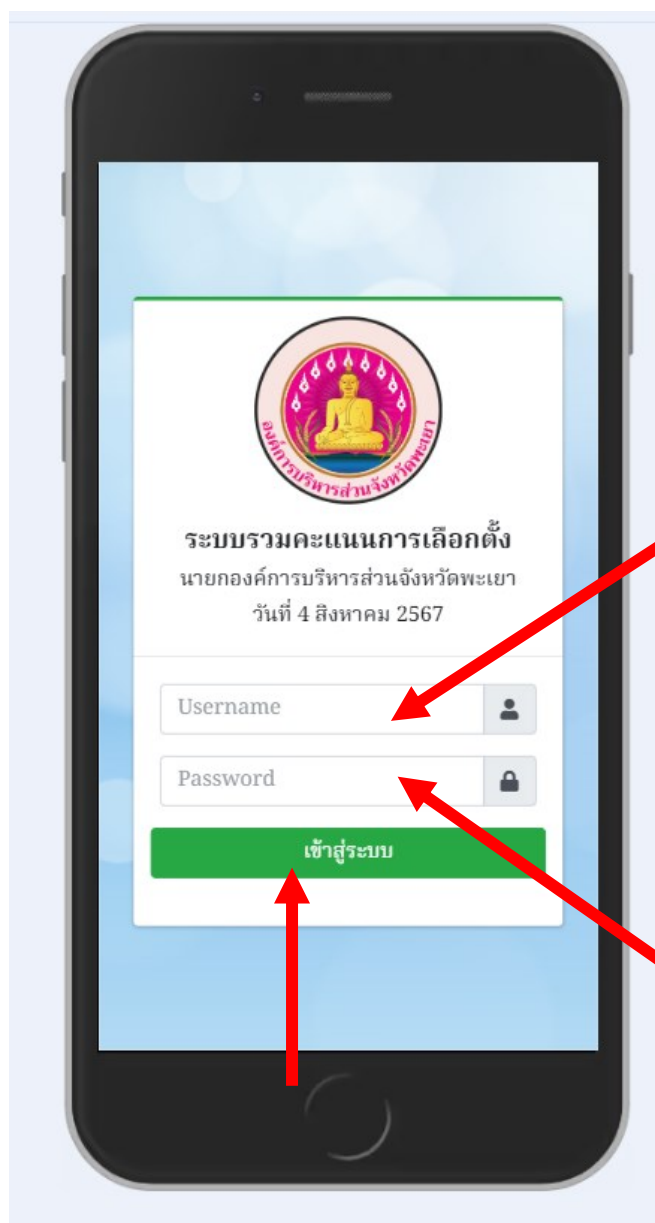 องค์การบริหารส่วนจังหวัดพะเยา
ระบบรวมคะแนนการเลือกตั้ง
นายกองค์การบริหารส่วนจังหวัดพะเยา
วันที่ 4 สิงหาคม 2567
Username
Password
เข้าสู่ระบบ